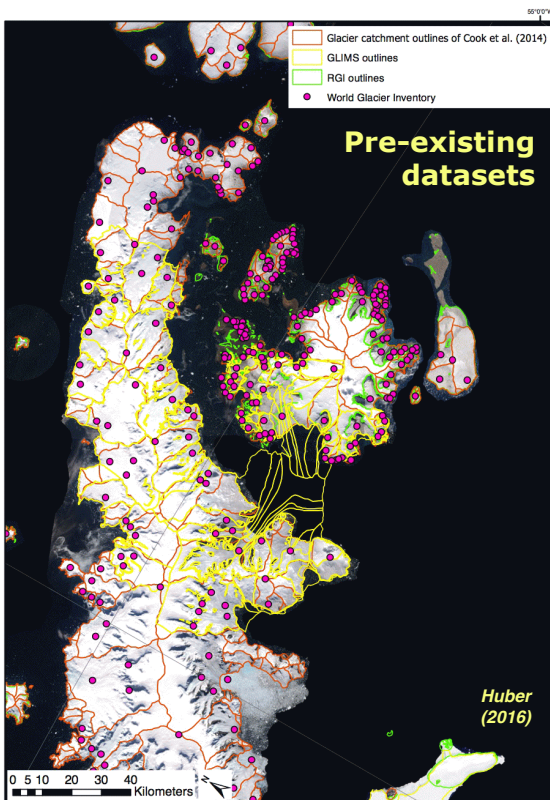 55°0'0"W
Glacier catchment outlines of Cook et al. (2014)
GLIMS outlines
RGI outlines
World Glacier Inventory
Pre-existing
datasets
Huber
(2016)
0 5 10 20 30 40
Kilometers
N